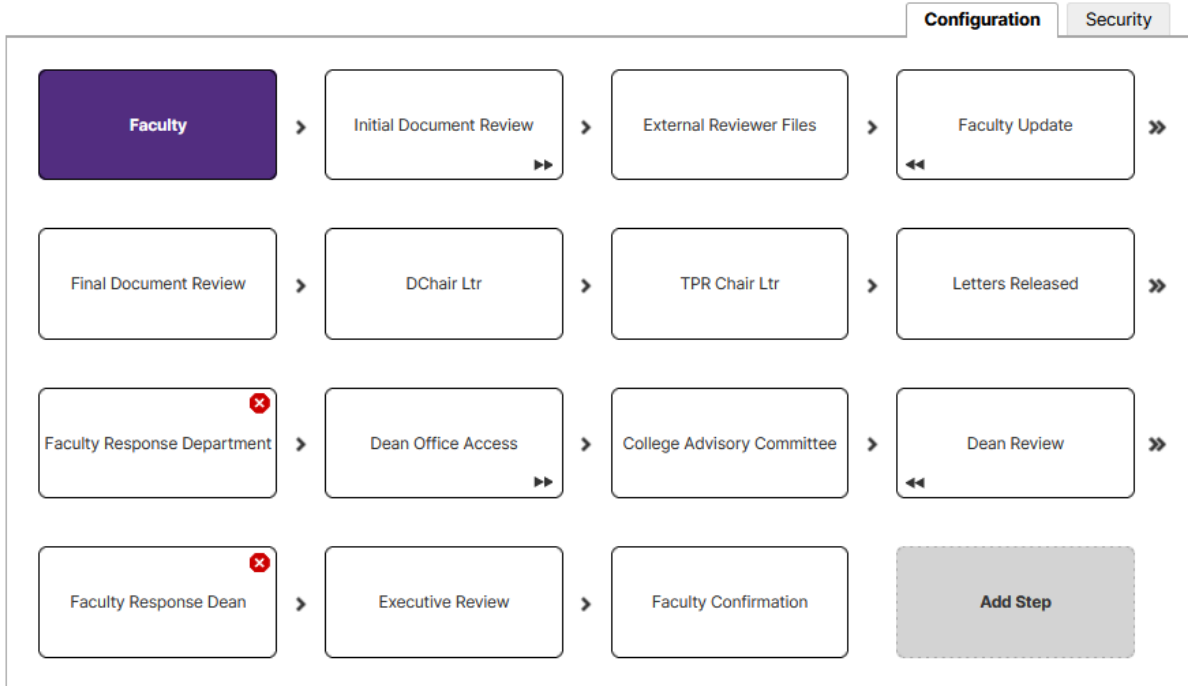 Configuration
Security
Faculty
Initial Document Review
External Reviewer Files
Faculty Update
Final Document Review
DChair Ltr
TPR Chair Ltr
Letters Released
Faculty Response Department
Dean Office Access
College Advisory Committee
Dean Review
Faculty Response Dean
Executive Review
Faculty Confirmation
Add Step